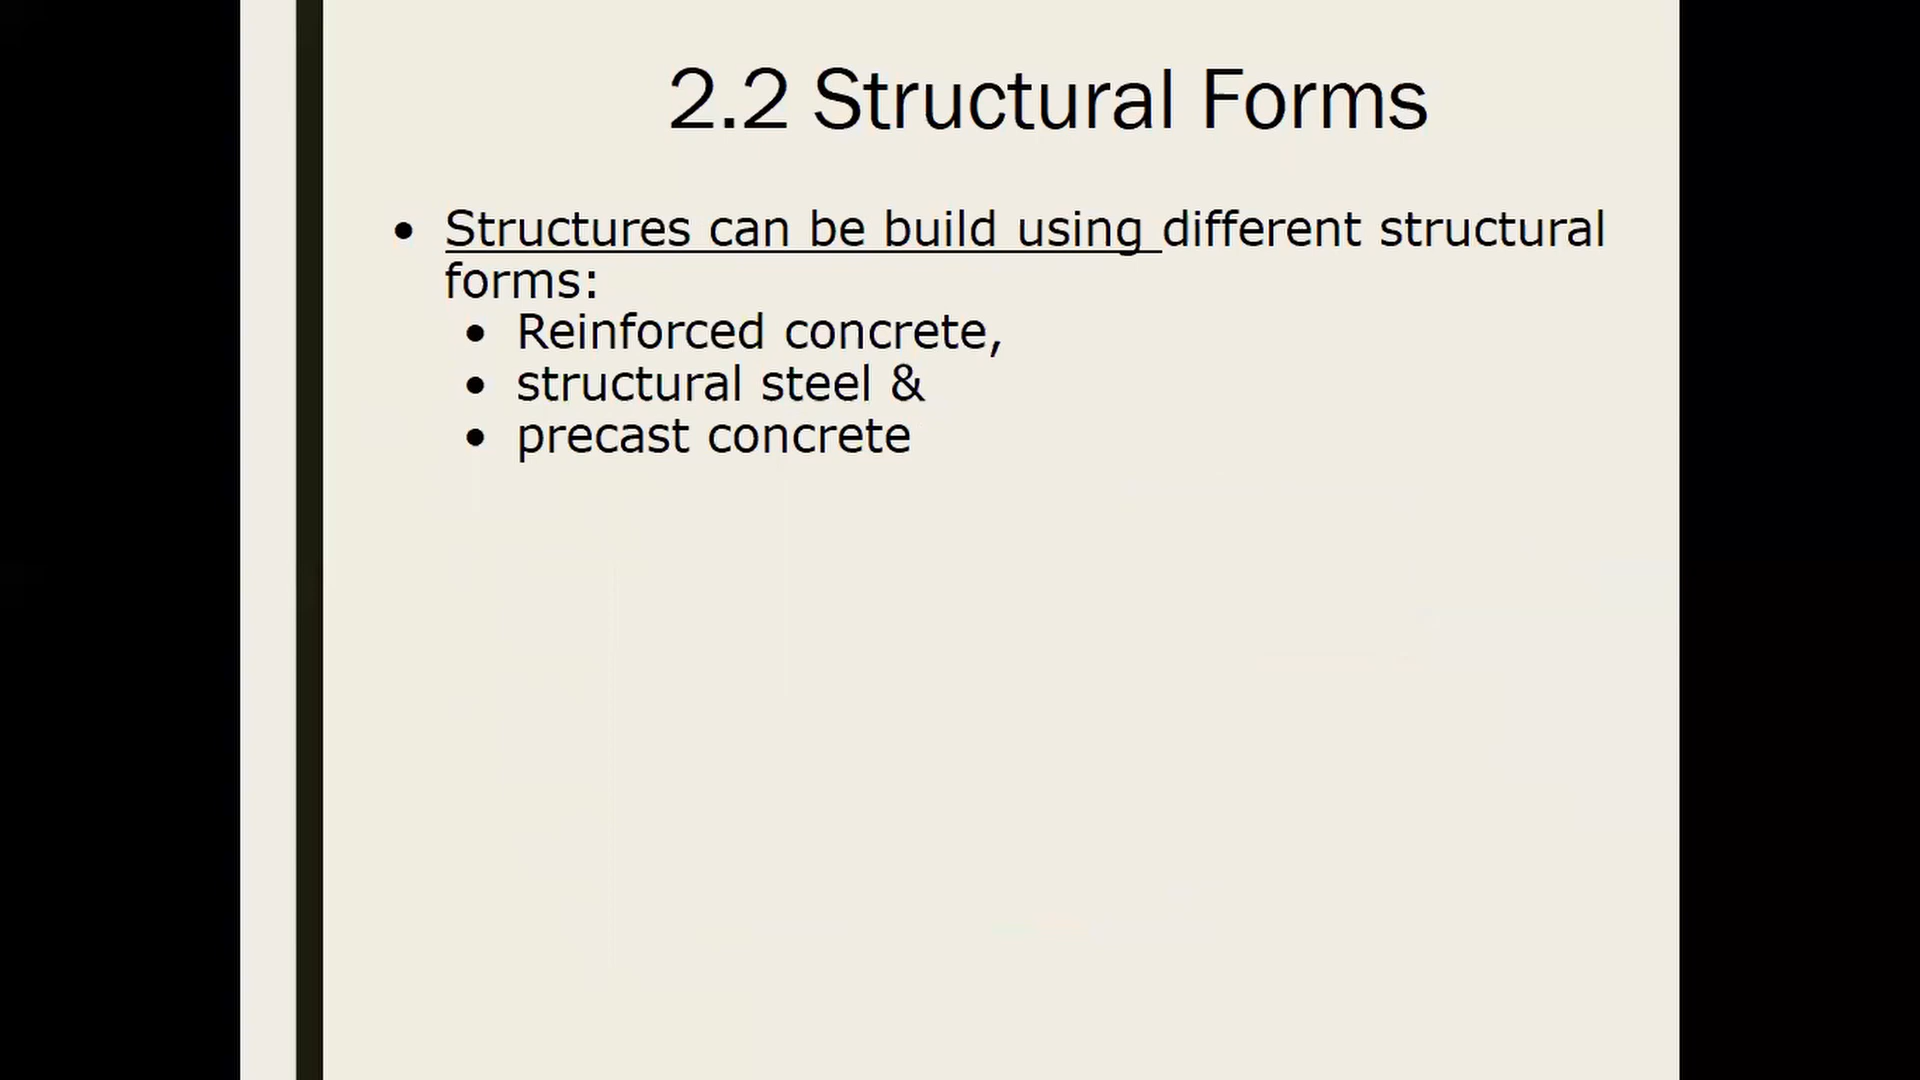 2.2 Structural Forms
• Structures can be build using different structural
forms:
• Reinforced concrete,
• structural steel &
• precast concrete